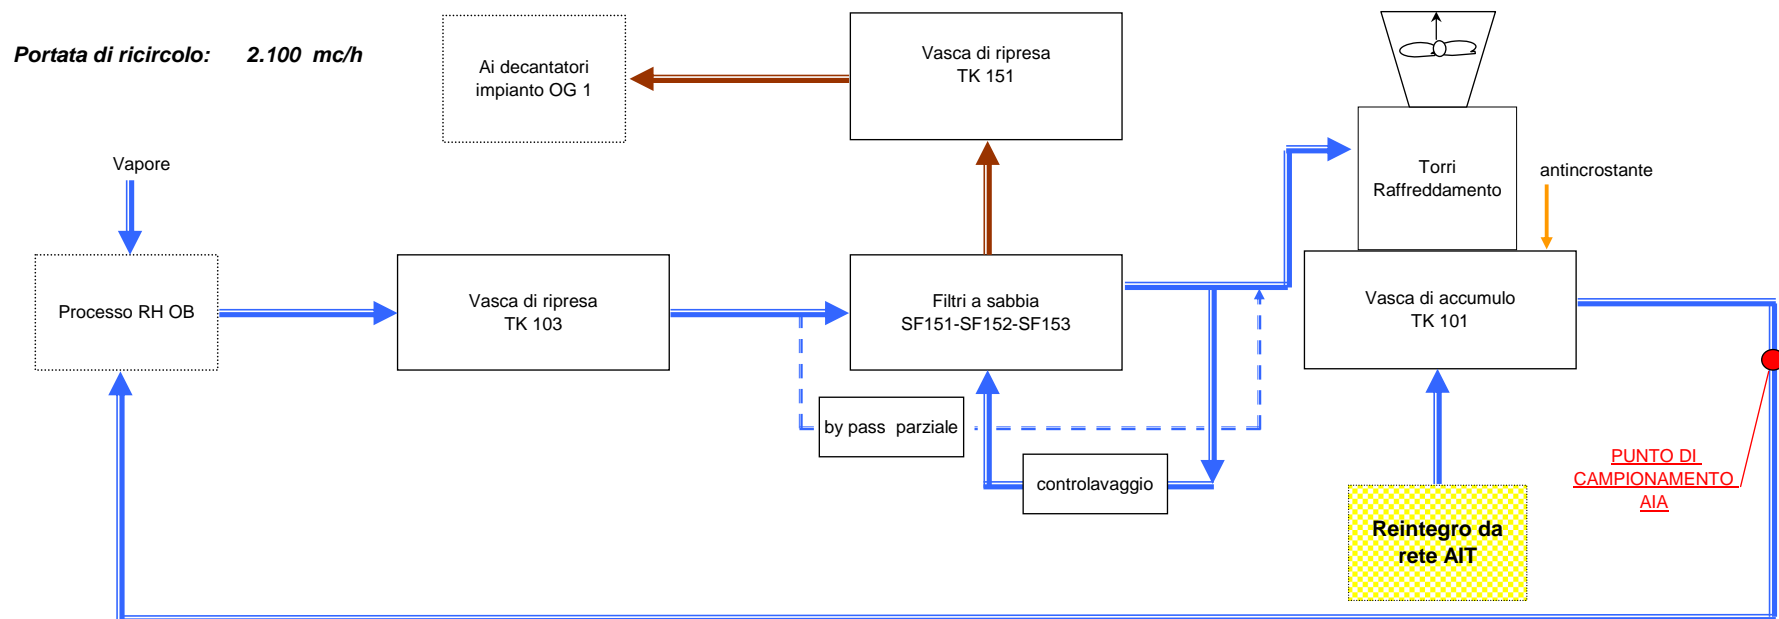 Portata di ricircolo: 2.100 mc/h
Ai decantatori
impianto OG 1
Vasca di ripresa
TK 151
Vapore
Torri
Raffreddamento
antincrostante
Processo RH OB
Vasca di ripresa
TK 103
Filtri a sabbia
SF151-SF152-SF153
Vasca di accumulo
TK 101
by pass parziale
controlavaggio
PUNTO DI
CAMPIONAMENTO
AIA
Reintegro da
rete AIT